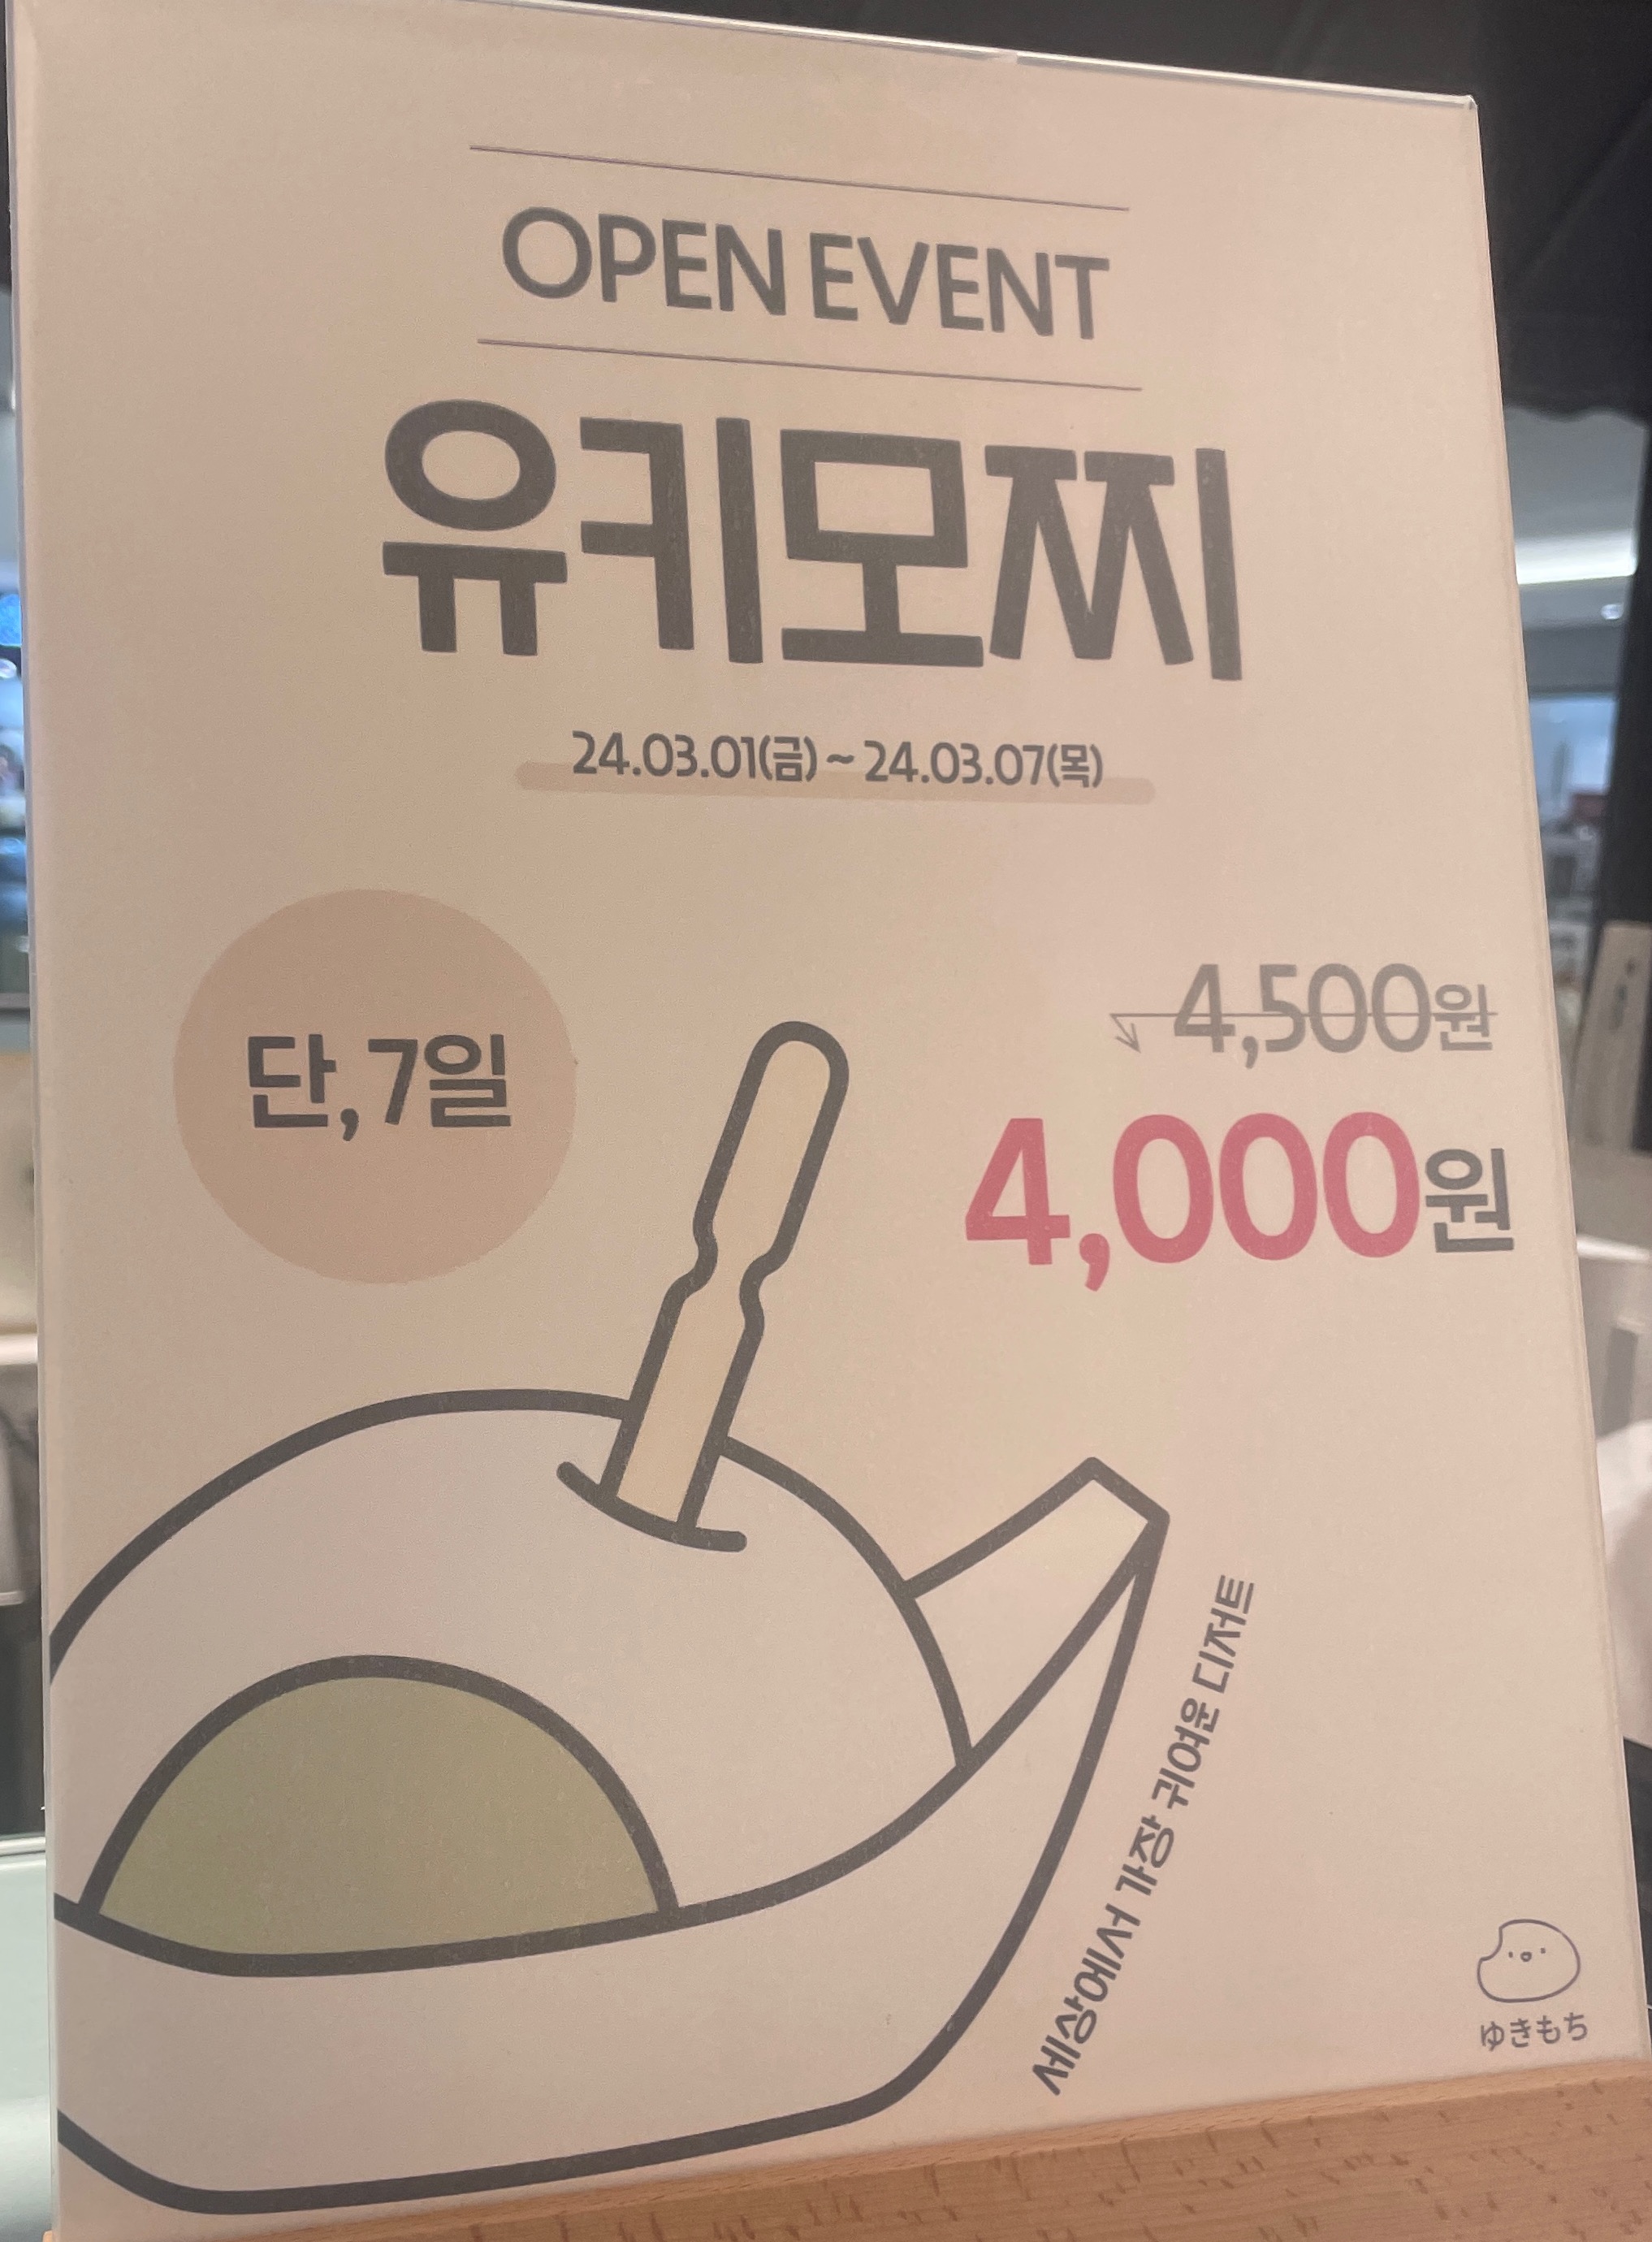 OPEN EVENT
유키모찌
24.03.01(금) ~ 24.03.07(목)
단, 7일
4,500원
4,000원
세상에서 가장 귀여운 디저트
ゆきもち